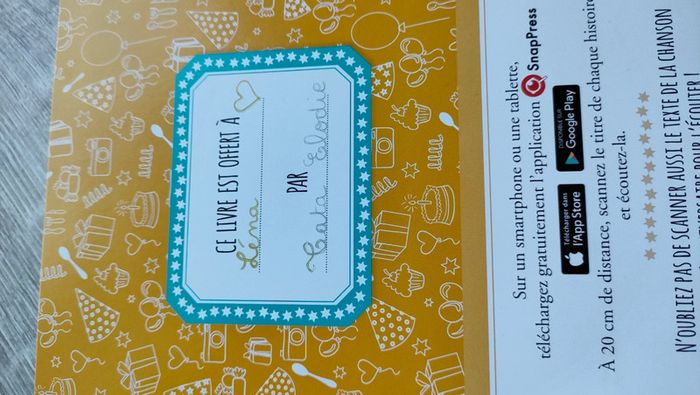 CE LIVRE EST OFFERT À
Léna
PAR
Tata Elodie
Sur un smartphone ou une tablette,
téléchargez gratuitement l'application SnapPress
Télécharger dans
l'App Store
DISPONIBLE SUR
Google Play
À 20 cm de distance, scannez le titre de chaque histoire
et écoutez-la.
N'OUBLIEZ PAS DE SCANNER AUSSI LE TEXTE DE LA CHANSON
POUR L'ÉCOUTER !